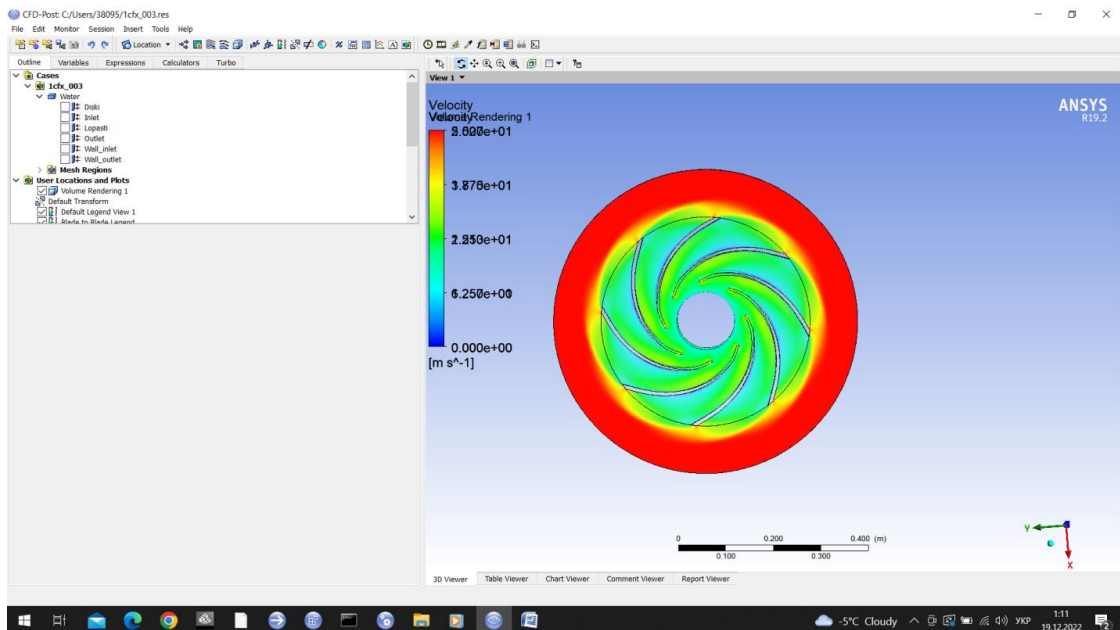 CFD-Post: C:/Users/38095/1cfx_003.res
File Edit Monitor Session Insert Tools Help
Location
Outline Variables Expressions Calculators Turbo
Cases
1cfx_003
Water
Diski
Inlet
Lopasti
Outlet
Wall_inlet
Wall_outlet
Mesh Regions
User Locations and Plots
Volume Rendering 1
Default Transform
Default Legend View 1
Blade to Blade Legend
View 1
Velocity
Rendering 1
0.000e+00
[m s^-1]
ANSYS
R19.2
0 0.200 0.400 (m)
0.100 0.300
Y
X
3D Viewer Table Viewer Chart Viewer Comment Viewer Report Viewer
-5°C Cloudy УКР 1:11
19.12.2022